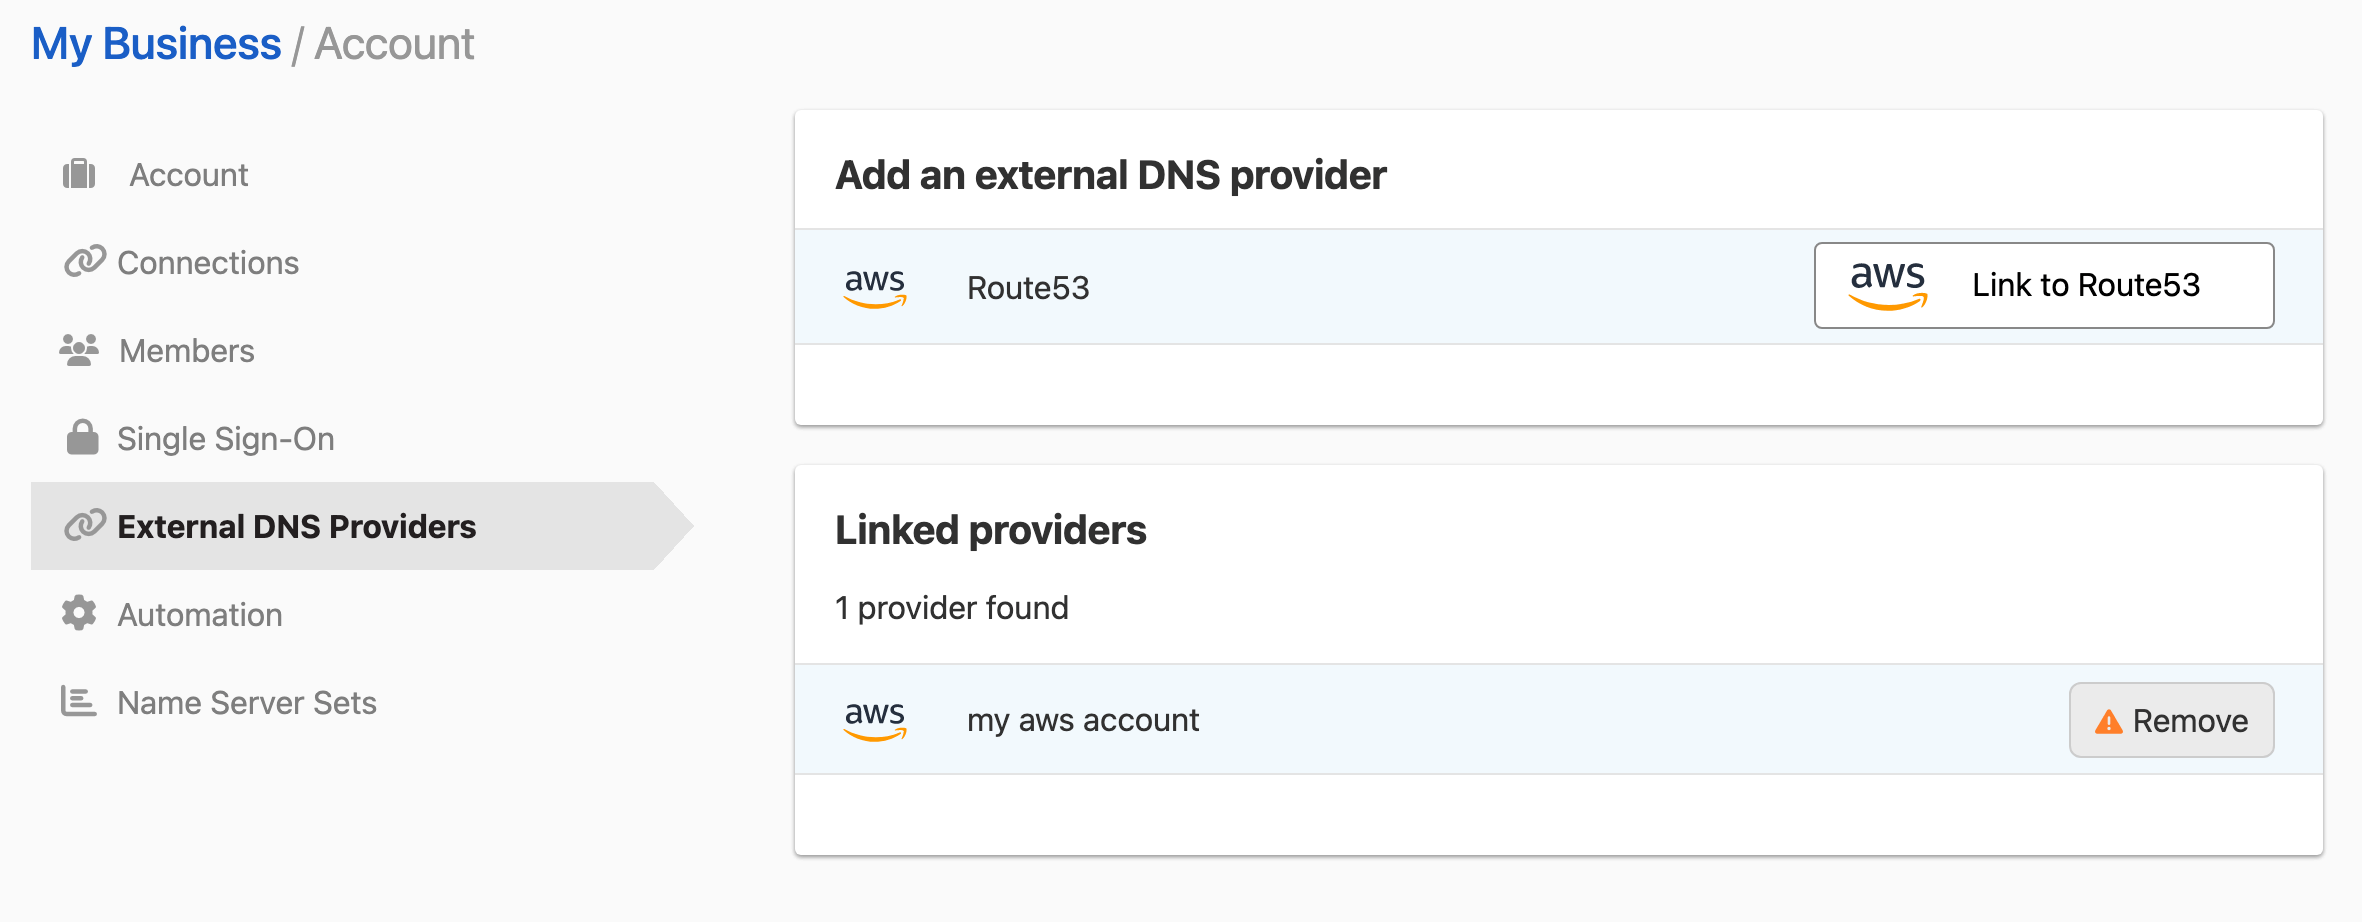 My Business / Account
Account
Connections
Members
Single Sign-On
External DNS Providers
Automation
Name Server Sets
Add an external DNS provider
aws Route53 aws Link to Route53
Linked providers
1 provider found
aws my aws account Remove